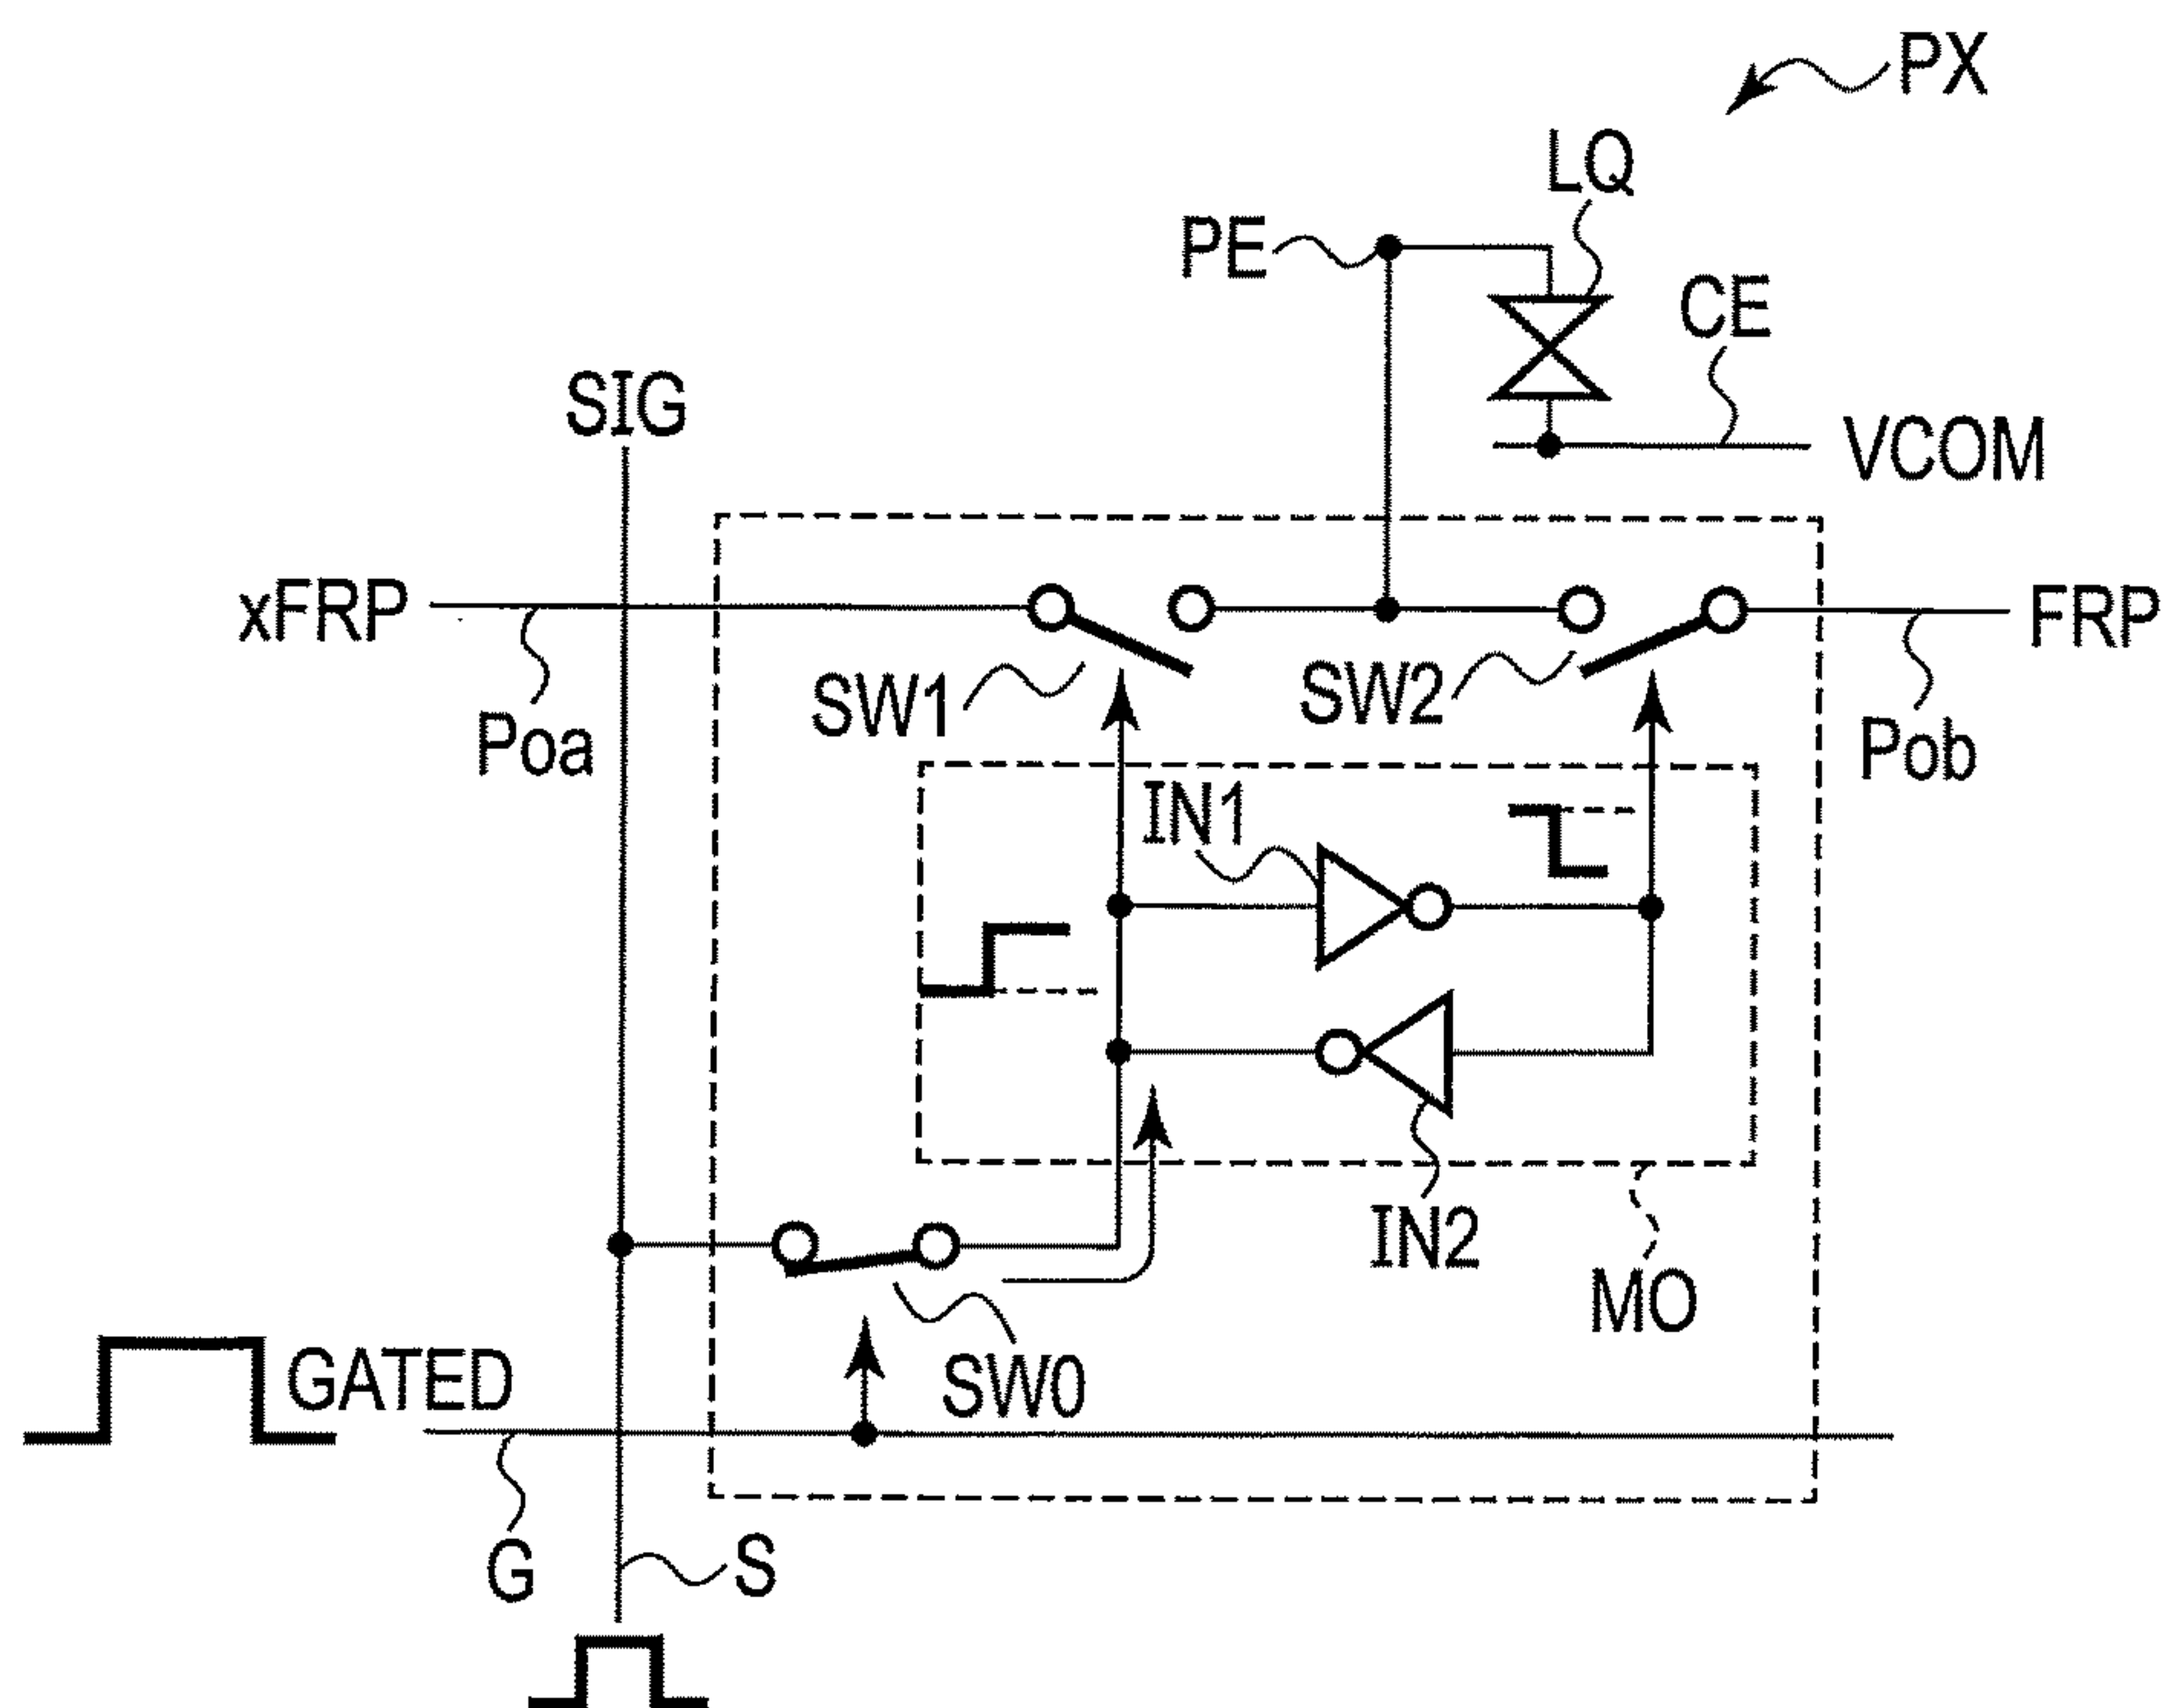 PX
LQ
PE
CE
SIG
VCOM
xFRP
FRP
SW1
SW2
Poa
Pob
IN1
IN2
MO
GATED
SW0
G
S